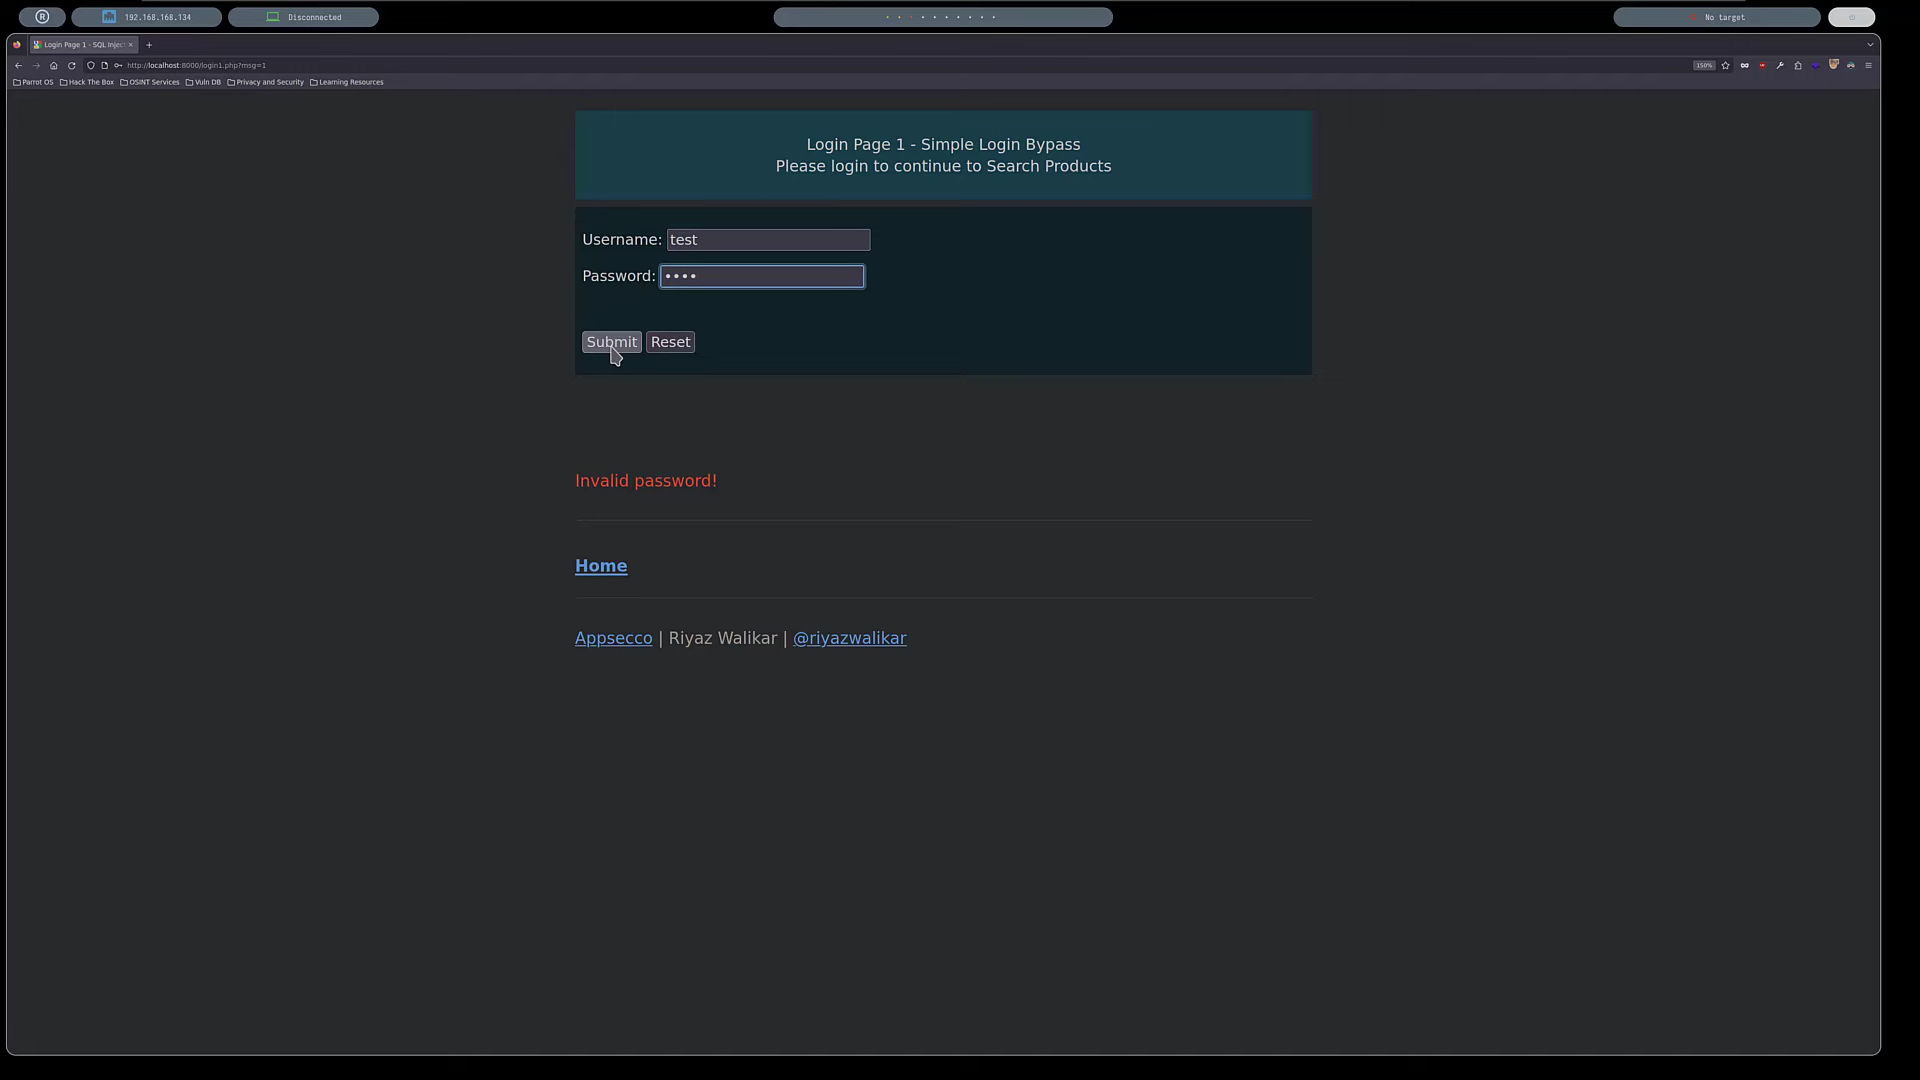 192.168.168.134
Disconnected
No target
Login Page 1 - SQL Inject
http://localhost:8000/login1.php?msg=1
150%
Parrot OS
Hack The Box
OSINT Services
Vuln DB
Privacy and Security
Learning Resources
Login Page 1 - Simple Login Bypass
Please login to continue to Search Products
Username: test
Password: ••••
Submit Reset
Invalid password!
Home
Appsecco | Riyaz Walikar | @riyazwalikar